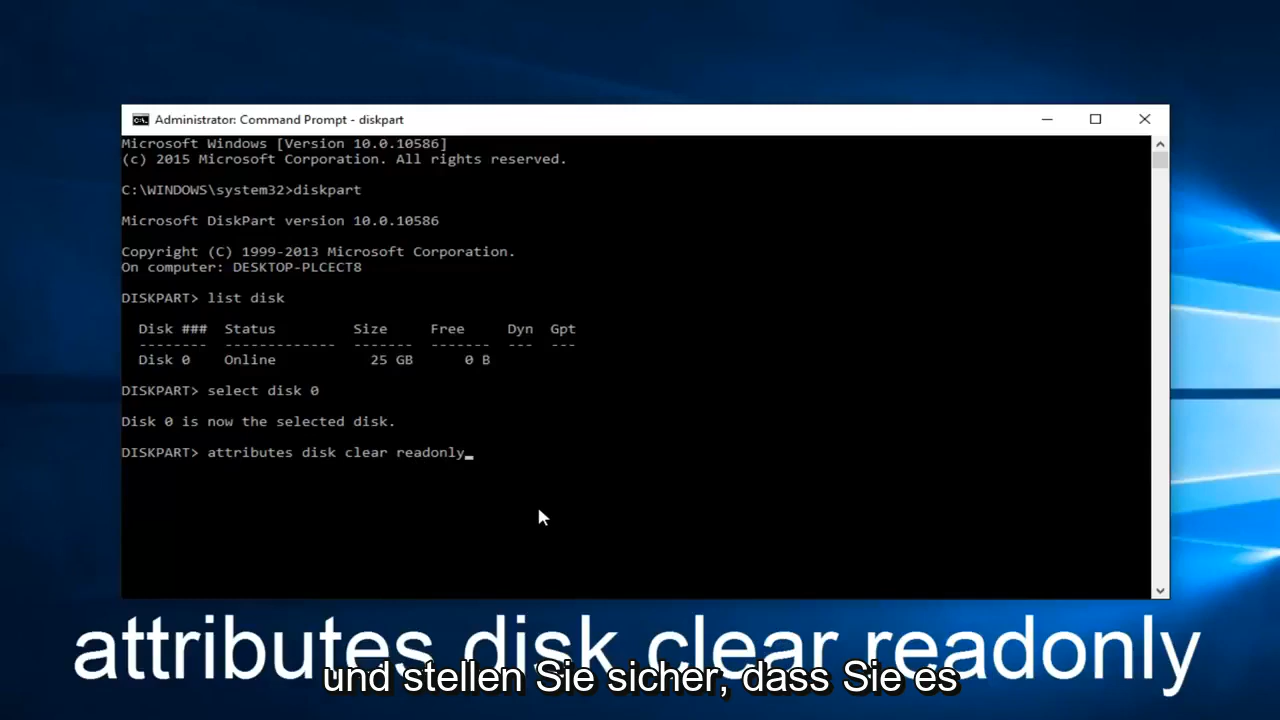 Administrator: Command Prompt - diskpart
Microsoft Windows [Version 10.0.10586]
(c) 2015 Microsoft Corporation. All rights reserved.
C:\WINDOWS\system32>diskpart
Microsoft DiskPart version 10.0.10586
Copyright (C) 1999-2013 Microsoft Corporation.
On computer: DESKTOP-PLCECT8
DISKPART> list disk
Disk ### Status Size Free Dyn Gpt
-------- ------------- ------- ------- --- ---
Disk 0 Online 25 GB 0 B
DISKPART> select disk 0
Disk 0 is now the selected disk.
DISKPART> attributes disk clear readonly_
attributes disk clear readonly
und stellen Sie sicher, dass Sie es